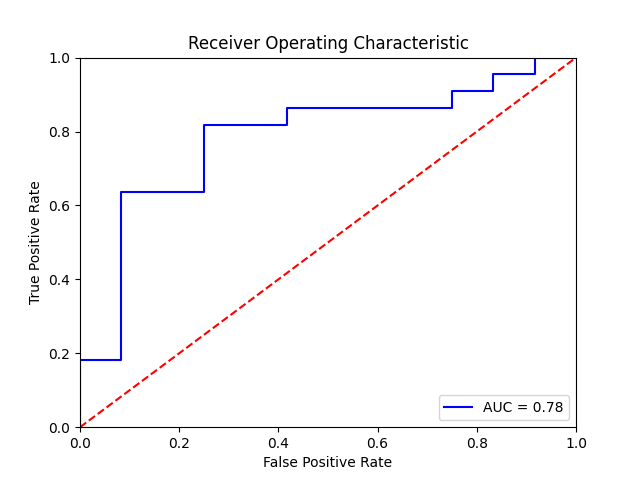 Receiver Operating Characteristic
1.0
0.8
0.6
0.4
0.2
0.0
True Positive Rate
AUC = 0.78
0.0 0.2 0.4 0.6 0.8 1.0
False Positive Rate